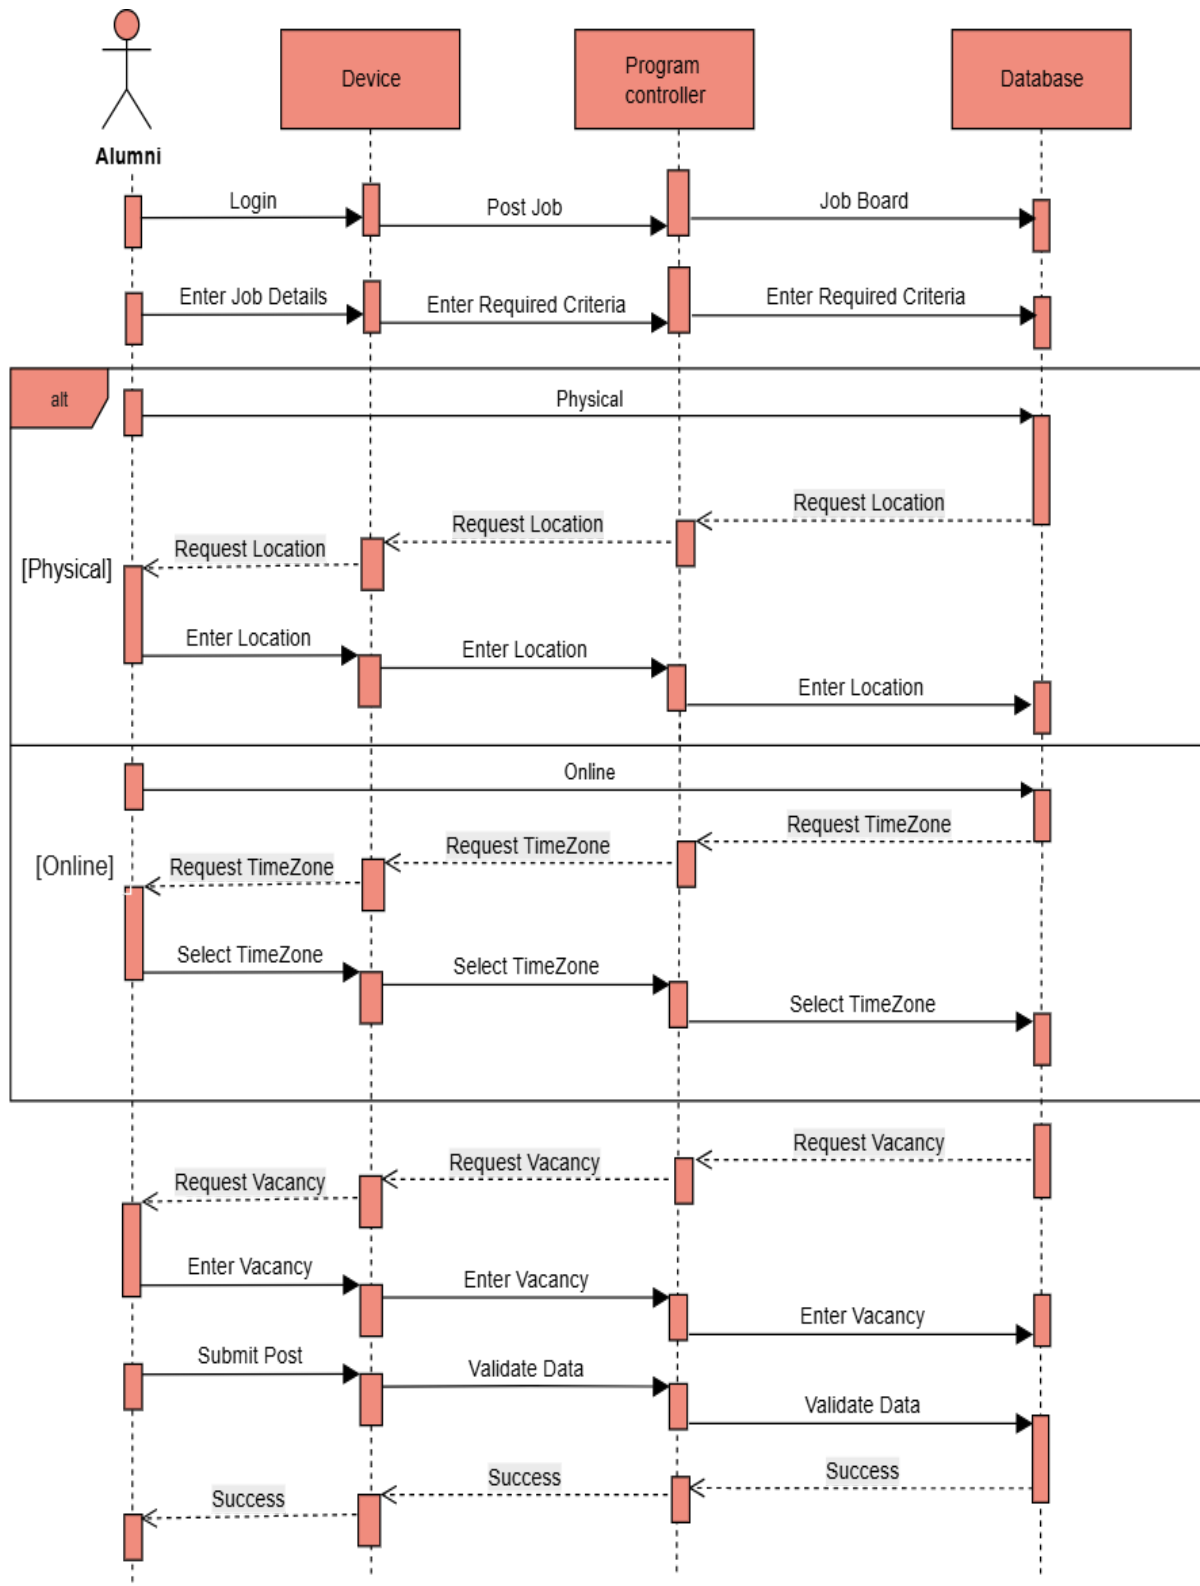 Device
Program
controller
Database
Alumni
Login
Post Job
Job Board
Enter Job Details
Enter Required Criteria
Enter Required Criteria
alt
Physical
Request Location
Request Location
Request Location
[Physical]
Enter Location
Enter Location
Enter Location
Online
Request TimeZone
Request TimeZone
Request TimeZone
[Online]
Select TimeZone
Select TimeZone
Select TimeZone
Request Vacancy
Request Vacancy
Request Vacancy
Enter Vacancy
Enter Vacancy
Enter Vacancy
Submit Post
Validate Data
Validate Data
Success
Success
Success